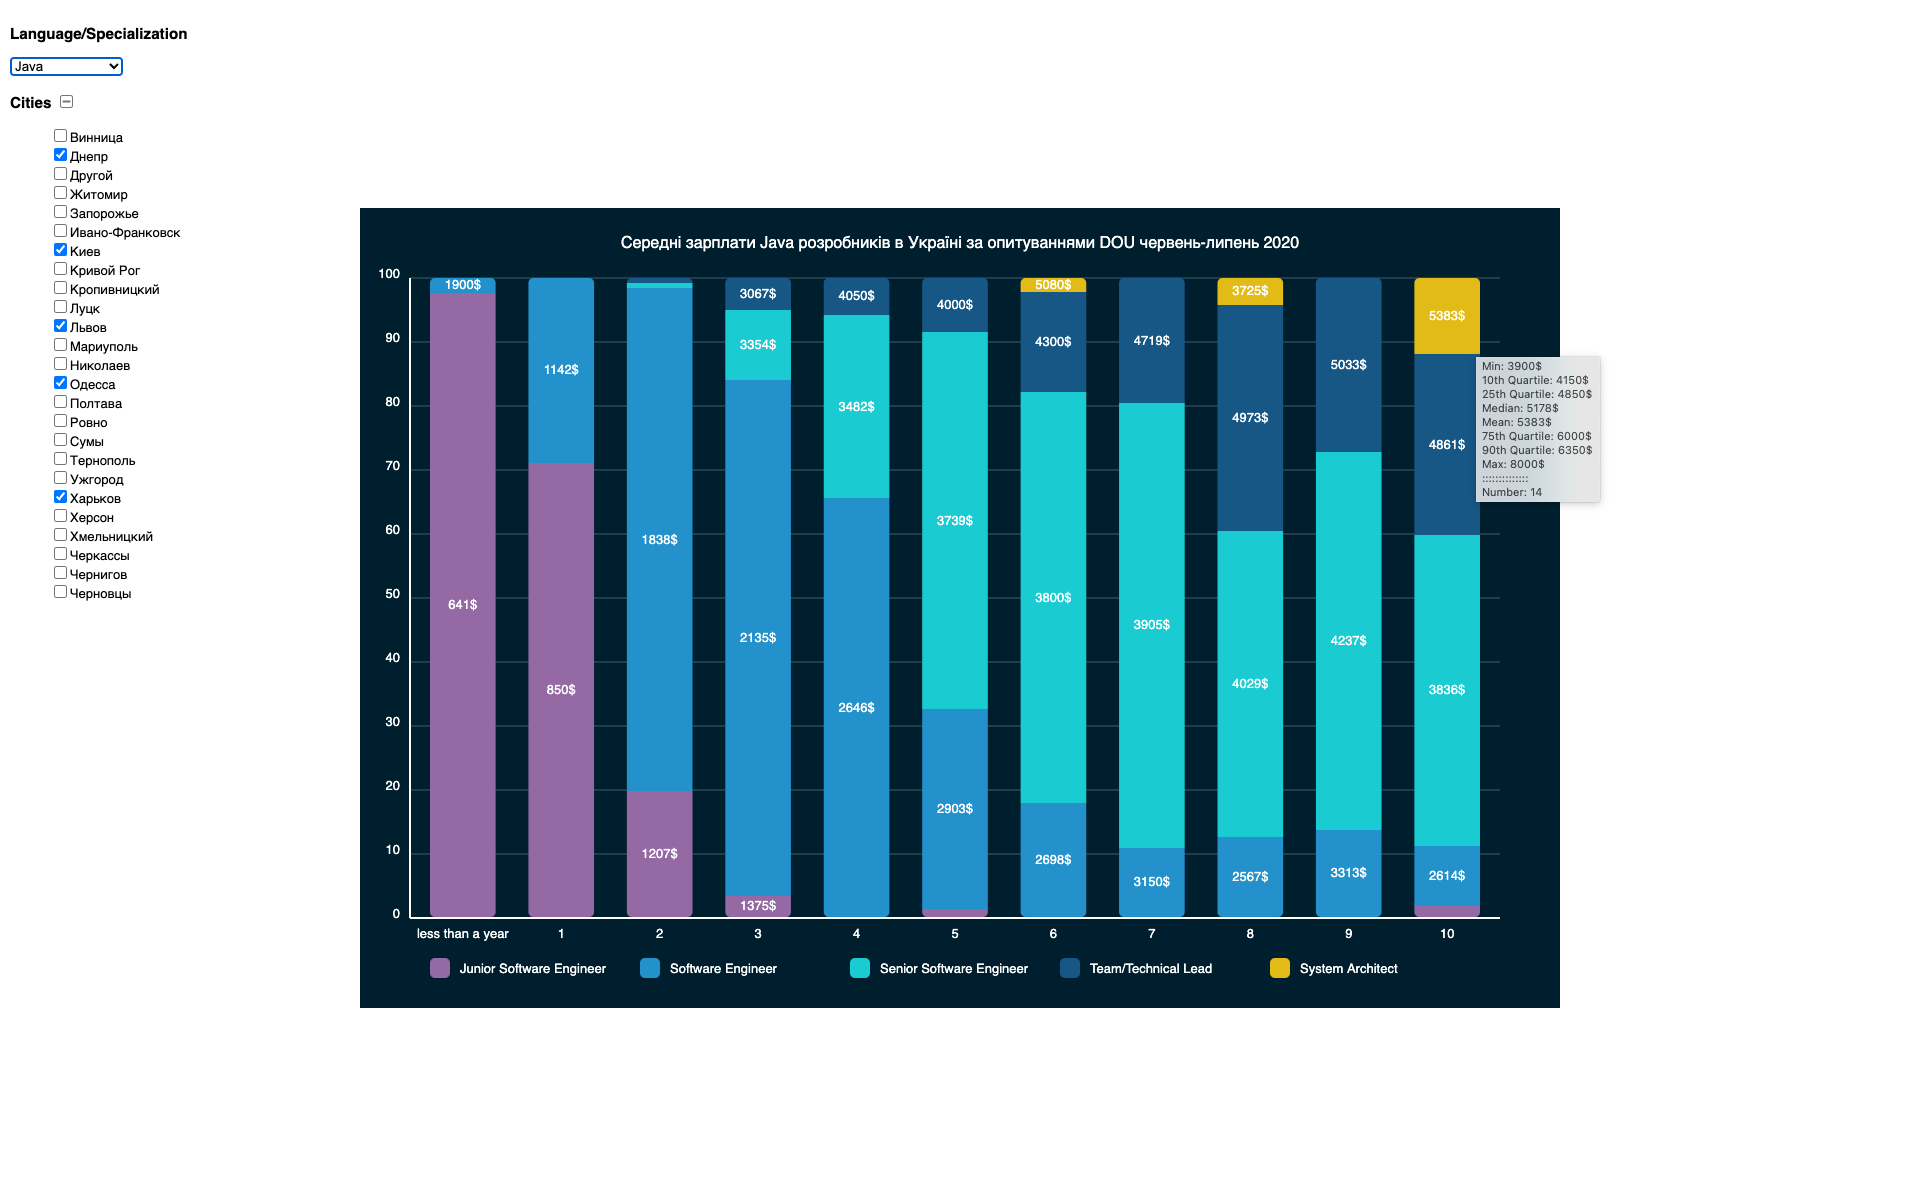 Language/Specialization
Java
Cities
Винница
Днепр
Другой
Житомир
Запорожье
Ивано-Франковск
Киев
Кривой Рог
Кропивницкий
Луцк
Львов
Мариуполь
Николаев
Одесса
Полтава
Ровно
Сумы
Тернополь
Ужгород
Харьков
Херсон
Хмельницкий
Черкассы
Чернигов
Черновцы
Середні зарплати Java розробників в Україні за опитуваннями DOU червень-липень 2020
100
90
80
70
60
50
40
30
20
10
0
1900$
641$
1142$
850$
1838$
1207$
3067$
3354$
2135$
1375$
4050$
3482$
2646$
4000$
3739$
2903$
5080$
4300$
3800$
2698$
4719$
3905$
3150$
3725$
4973$
4029$
2567$
5033$
4237$
3313$
5383$
4861$
3836$
2614$
Min: 3900$
10th Quartile: 4150$
25th Quartile: 4850$
Median: 5178$
Mean: 5383$
75th Quartile: 6000$
90th Quartile: 6350$
Max: 8000$
::::::::::::::
Number: 14
less than a year 1 2 3 4 5 6 7 8 9 10
Junior Software Engineer Software Engineer Senior Software Engineer Team/Technical Lead System Architect